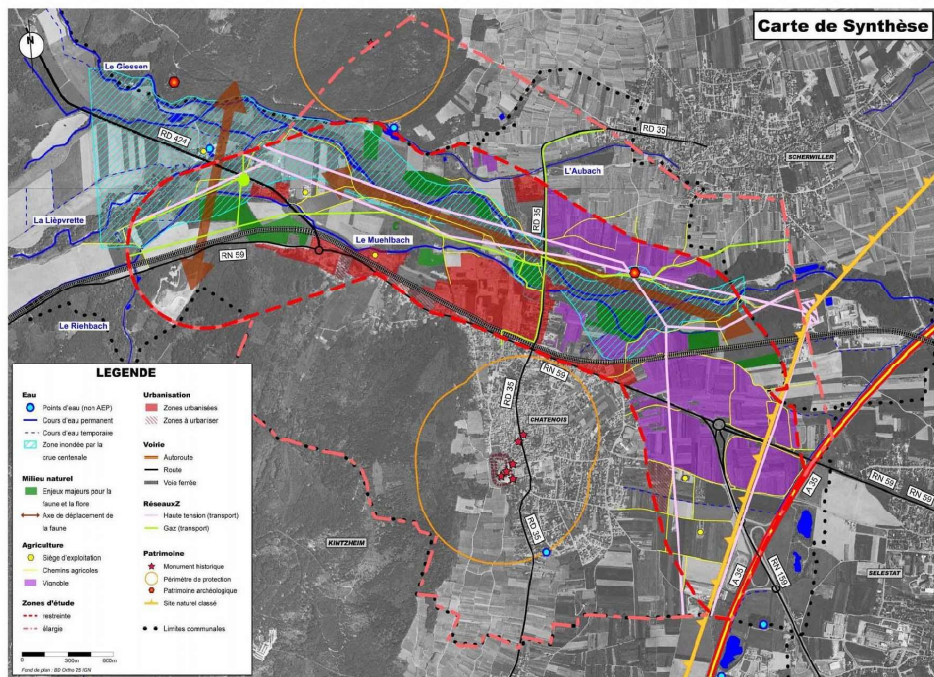 Carte de Synthèse
N
Le Giessen
RD 424
RD 35
SCHERWILLER
L'Aubach
RD 35
La Lièpvrette
Le Muehlbach
RN 59
Le Riehbach
RN 59
RD 35
CHATENOIS
RN 59
RN 59
A 35
KINTZHEIM
RD 35
A 35
RN 159
SELESTAT
LEGENDE
Eau
Points d'eau (non AEP)
Cours d'eau permanent
Cours d'eau temporaire
Zone inondée par la
crue centenale
Milieu naturel
Enjeux majeurs pour la
faune et la flore
Axe de déplacement de
la faune
Agriculture
Siège d'exploitation
Chemins agricoles
Vignoble
Zones d'étude
restreinte
élargie
Fond de plan : BD Ortho IGN
Urbanisation
Zones urbanisées
Zones à urbaniser
Voirie
Autoroute
Route
Voie ferrée
RéseauxZ
Haute tension (transport)
Gaz (transport)
Patrimoine
Monument historique
Périmètre de protection
Patrimoine archéologique
Site naturel classé
Limites communales